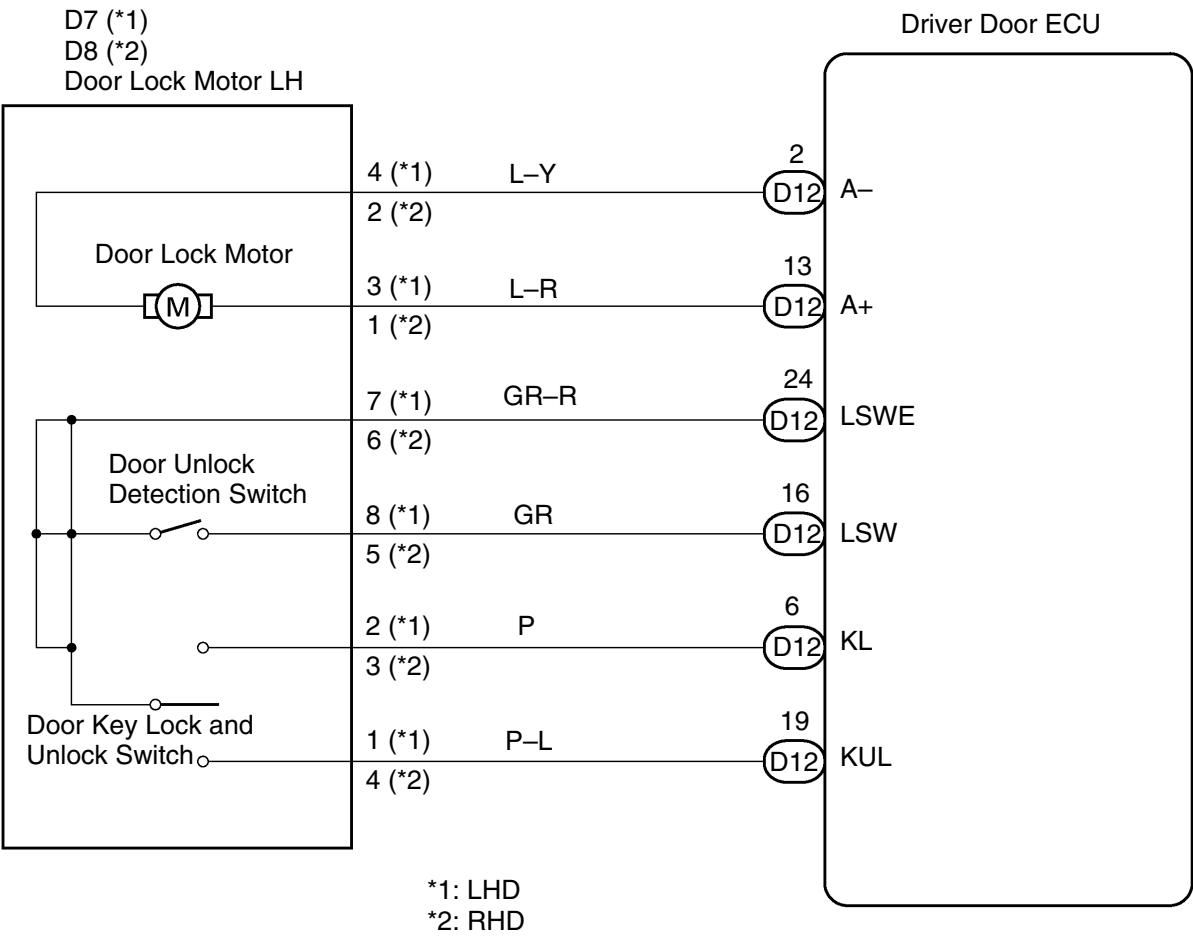 D7 (*1)
D8 (*2)
Door Lock Motor LH
Driver Door ECU
4 (*1)
L–Y
2 (*2)
2
D12
A–
Door Lock Motor
M
3 (*1)
L–R
1 (*2)
13
D12
A+
7 (*1)
GR–R
6 (*2)
24
D12
LSWE
Door Unlock
Detection Switch
8 (*1)
GR
5 (*2)
16
D12
LSW
2 (*1)
P
3 (*2)
6
D12
KL
Door Key Lock and
Unlock Switch
1 (*1)
P–L
4 (*2)
19
D12
KUL
*1: LHD
*2: RHD